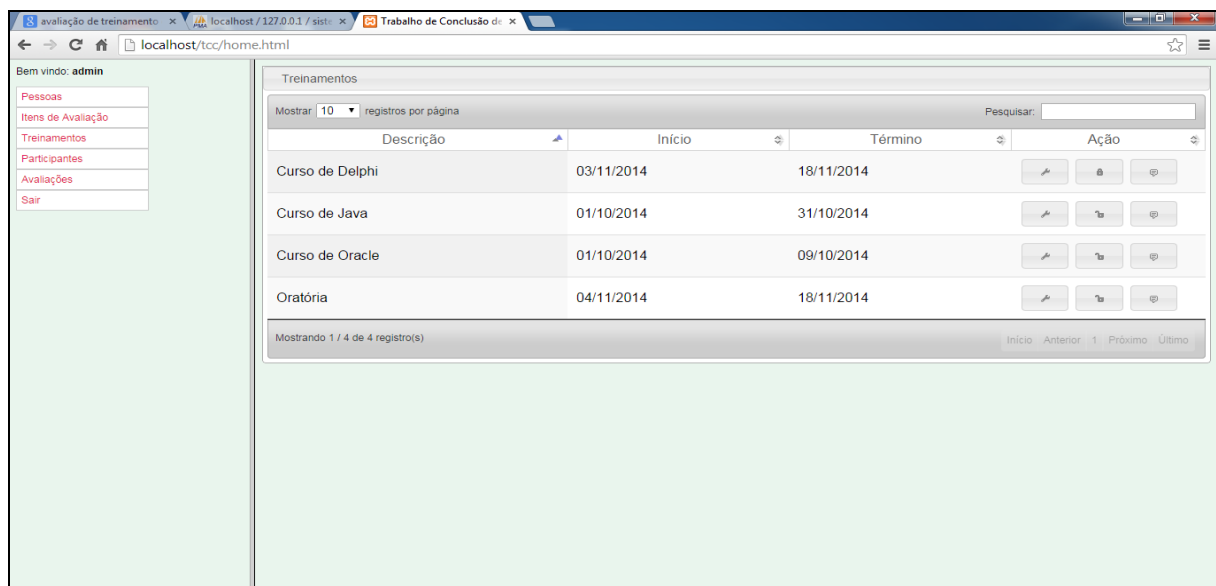 avaliação de treinamento
localhost / 127.0.0.1 / siste
Trabalho de Conclusão de
localhost/tcc/home.html
Bem vindo: admin
Pessoas
Itens de Avaliação
Treinamentos
Participantes
Avaliações
Sair
Treinamentos
Mostrar 10 registros por página Pesquisar:
Descrição Início Término Ação
Curso de Delphi 03/11/2014 18/11/2014
Curso de Java 01/10/2014 31/10/2014
Curso de Oracle 01/10/2014 09/10/2014
Oratória 04/11/2014 18/11/2014
Mostrando 1 / 4 de 4 registro(s) Início Anterior 1 Próximo Último